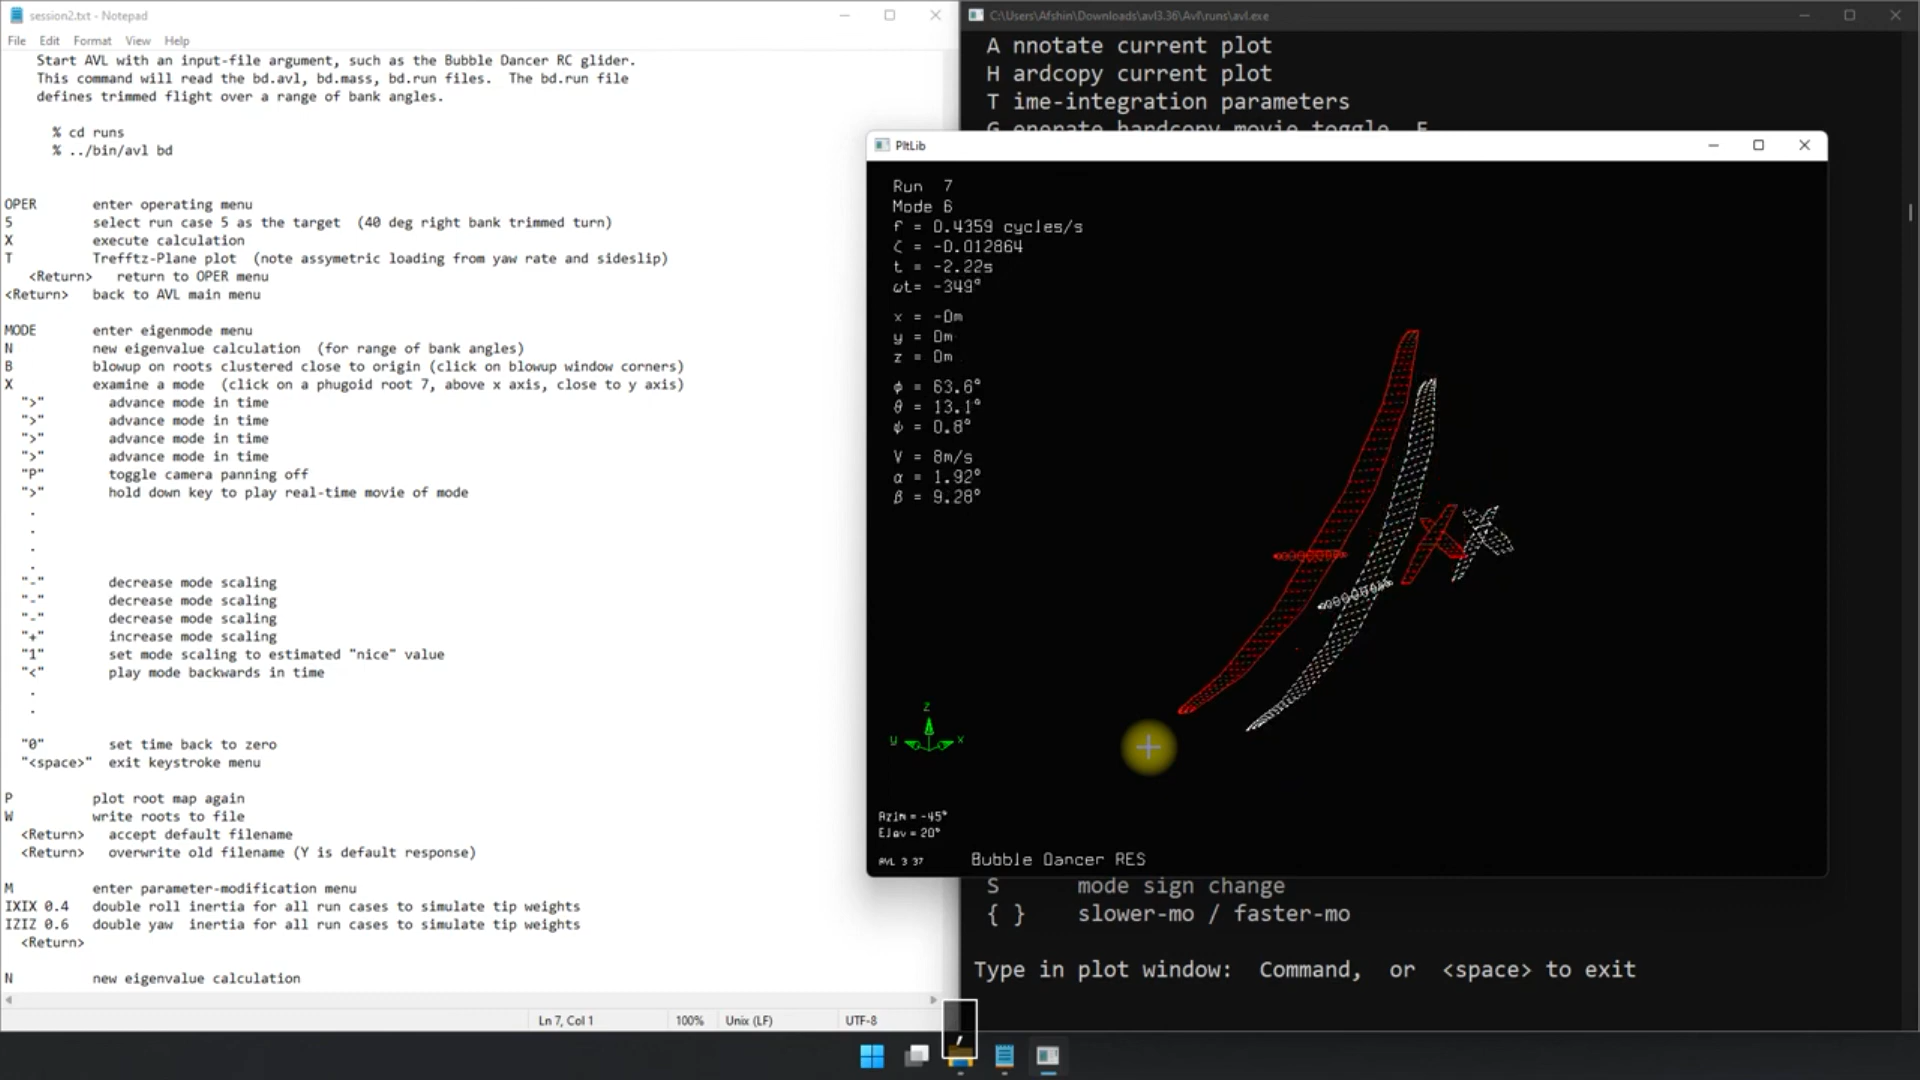 session2.txt - Notepad
File Edit Format View Help
Start AVL with an input-file argument, such as the Bubble Dancer RC glider.
This command will read the bd.avl, bd.mass, bd.run files. The bd.run file
defines trimmed flight over a range of bank angles.
% cd runs
% ../bin/avl bd
OPER enter operating menu
5 select run case 5 as the target (40 deg right bank trimmed turn)
X execute calculation
T Trefftz-Plane plot (note assymetric loading from yaw rate and sideslip)
<Return> return to OPER menu
<Return> back to AVL main menu
MODE enter eigenmode menu
N new eigenvalue calculation (for range of bank angles)
B blowup on roots clustered close to origin (click on blowup window corners)
X examine a mode (click on a phugoid root 7, above x axis, close to y axis)
">" advance mode in time
">" advance mode in time
">" advance mode in time
">" advance mode in time
"P" toggle camera panning off
">" hold down key to play real-time movie of mode
.
.
.
.
"-" decrease mode scaling
"-" decrease mode scaling
"-" decrease mode scaling
"+" increase mode scaling
"1" set mode scaling to estimated "nice" value
"<" play mode backwards in time
.
.
"0" set time back to zero
"<space>" exit keystroke menu
P plot root map again
W write roots to file
<Return> accept default filename
<Return> overwrite old filename (Y is default response)
M enter parameter-modification menu
IXIX 0.4 double roll inertia for all run cases to simulate tip weights
IZIZ 0.6 double yaw inertia for all run cases to simulate tip weights
<Return>
N new eigenvalue calculation
Ln 7, Col 1 100% Unix (LF) UTF-8
C:\Users\Afshin\Downloads\avl3.36\Avl\runs\avl.exe
A nnotate current plot
H ardcopy current plot
T ime-integration parameters
G enerate hardcopy movie toggle F
PltLib
Run 7
Mode 6
f = 0.4359 cycles/s
ζ = -0.012864
t = -2.22s
ωt= -349°
x = -0m
y = 0m
z = 0m
ϕ = 63.6°
θ = 13.1°
ψ = 0.8°
V = 8m/s
α = 1.92°
β = 9.28°
z
y x
Azim = -45°
Elev = 20°
AVL 3 37 Bubble Dancer RES
S mode sign change
{ } slower-mo / faster-mo
Type in plot window: Command, or <space> to exit